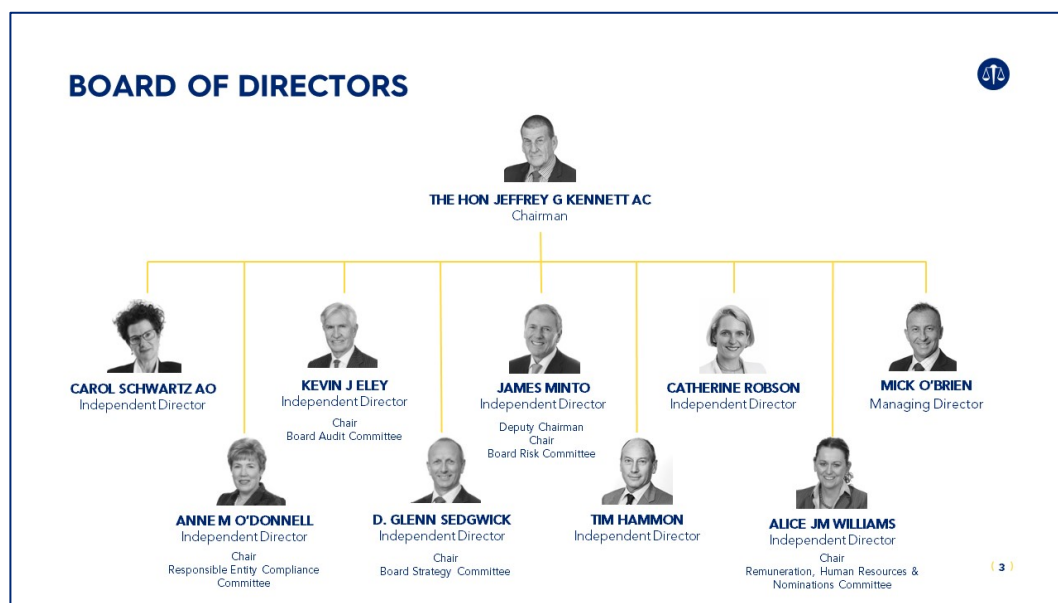 BOARD OF DIRECTORS
THE HON JEFFREY G KENNETT AC
Chairman
CAROL SCHWARTZ AO
Independent Director
KEVIN J ELEY
Independent Director
Chair
Board Audit Committee
JAMES MINTO
Independent Director
Deputy Chairman
Chair
Board Risk Committee
CATHERINE ROBSON
Independent Director
MICK O'BRIEN
Managing Director
ANNE M O'DONNELL
Independent Director
Chair
Responsible Entity Compliance
Committee
D. GLENN SEDGWICK
Independent Director
Chair
Board Strategy Committee
TIM HAMMON
Independent Director
ALICE JM WILLIAMS
Independent Director
Chair
Remuneration, Human Resources &
Nominations Committee
( 3 )